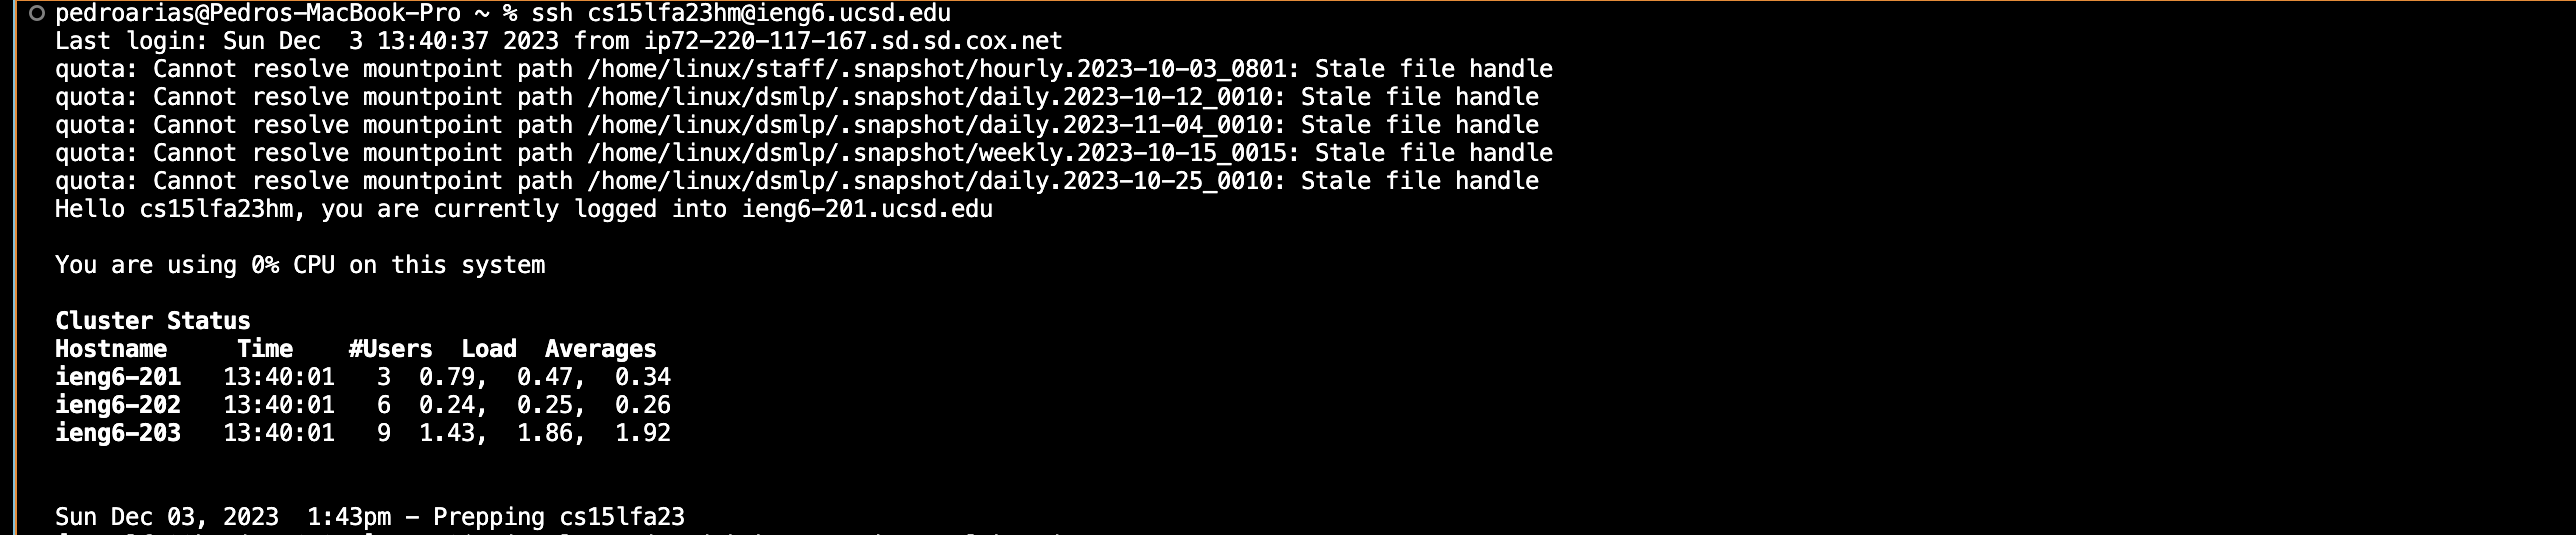 pedroarias@Pedros-MacBook-Pro ~ % ssh cs15lfa23hm@ieng6.ucsd.edu
Last login: Sun Dec  3 13:40:37 2023 from ip72-220-117-167.sd.sd.cox.net
quota: Cannot resolve mountpoint path /home/linux/staff/.snapshot/hourly.2023-10-03_0801: Stale file handle
quota: Cannot resolve mountpoint path /home/linux/dsmlp/.snapshot/daily.2023-10-12_0010: Stale file handle
quota: Cannot resolve mountpoint path /home/linux/dsmlp/.snapshot/daily.2023-11-04_0010: Stale file handle
quota: Cannot resolve mountpoint path /home/linux/dsmlp/.snapshot/weekly.2023-10-15_0015: Stale file handle
quota: Cannot resolve mountpoint path /home/linux/dsmlp/.snapshot/daily.2023-10-25_0010: Stale file handle
Hello cs15lfa23hm, you are currently logged into ieng6-201.ucsd.edu
You are using 0% CPU on this system
Cluster Status
Hostname     Time    #Users  Load  Averages
ieng6-201   13:40:01   3  0.79,  0.47,  0.34
ieng6-202   13:40:01   6  0.24,  0.25,  0.26
ieng6-203   13:40:01   9  1.43,  1.86,  1.92
Sun Dec 03, 2023  1:43pm - Prepping cs15lfa23